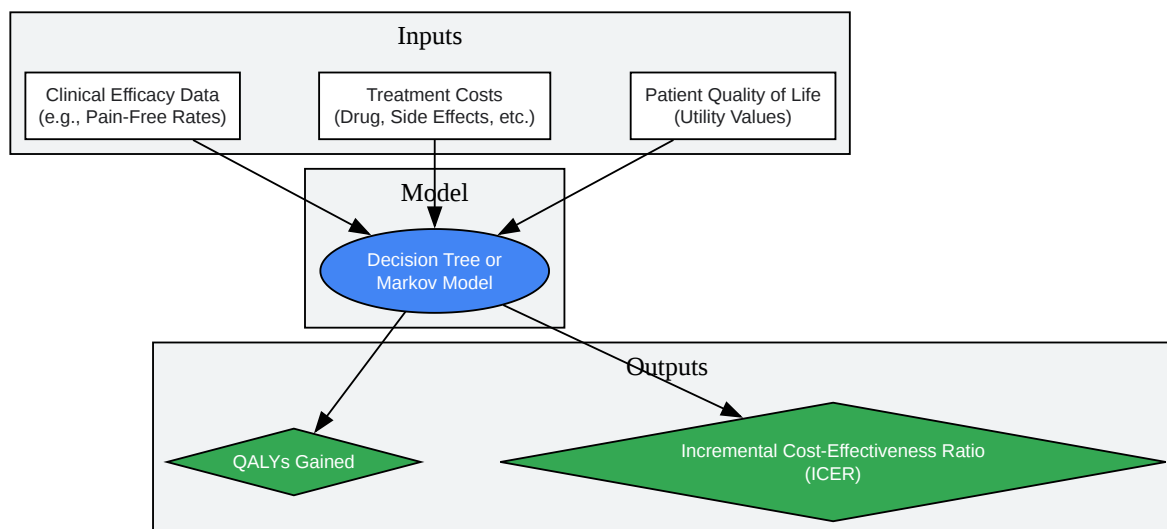 Inputs
Clinical Efficacy Data
(e.g., Pain-Free Rates)
Treatment Costs
(Drug, Side Effects, etc.)
Patient Quality of Life
(Utility Values)
Model
Decision Tree or
Markov Model
Outputs
QALYs Gained
Incremental Cost-Effectiveness Ratio
(ICER)